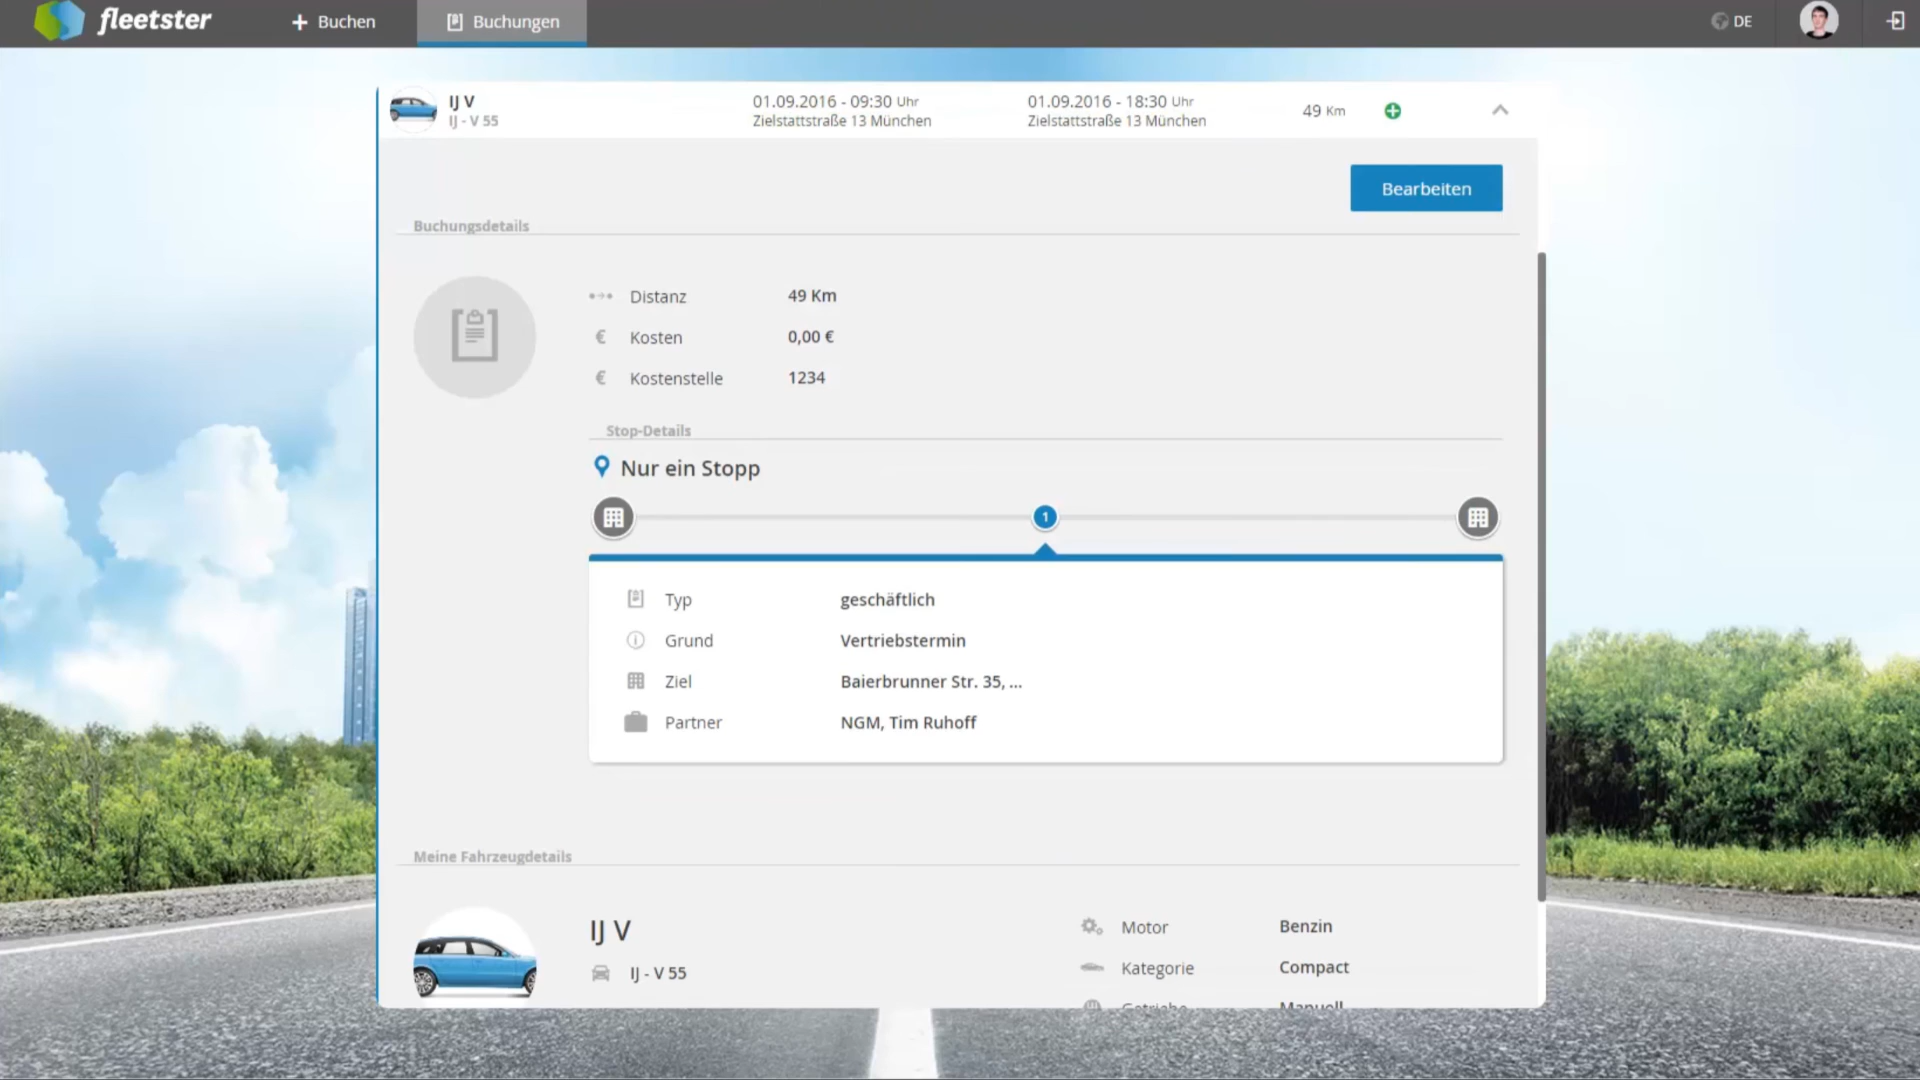 fleetster
Buchen
Buchungen
DE
IJ V
IJ - V 55
01.09.2016 - 09:30 Uhr
Zielstattstraße 13 München
01.09.2016 - 18:30 Uhr
Zielstattstraße 13 München
49 Km
Bearbeiten
Buchungsdetails
Distanz 49 Km
€ Kosten 0,00 €
€ Kostenstelle 1234
Stop-Details
Nur ein Stopp
1
Typ geschäftlich
Grund Vertriebstermin
Ziel Baierbrunner Str. 35, ...
Partner NGM, Tim Ruhoff
Meine Fahrzeugdetails
IJ V
IJ - V 55
Motor Benzin
Kategorie Compact
Getriebe Manuell